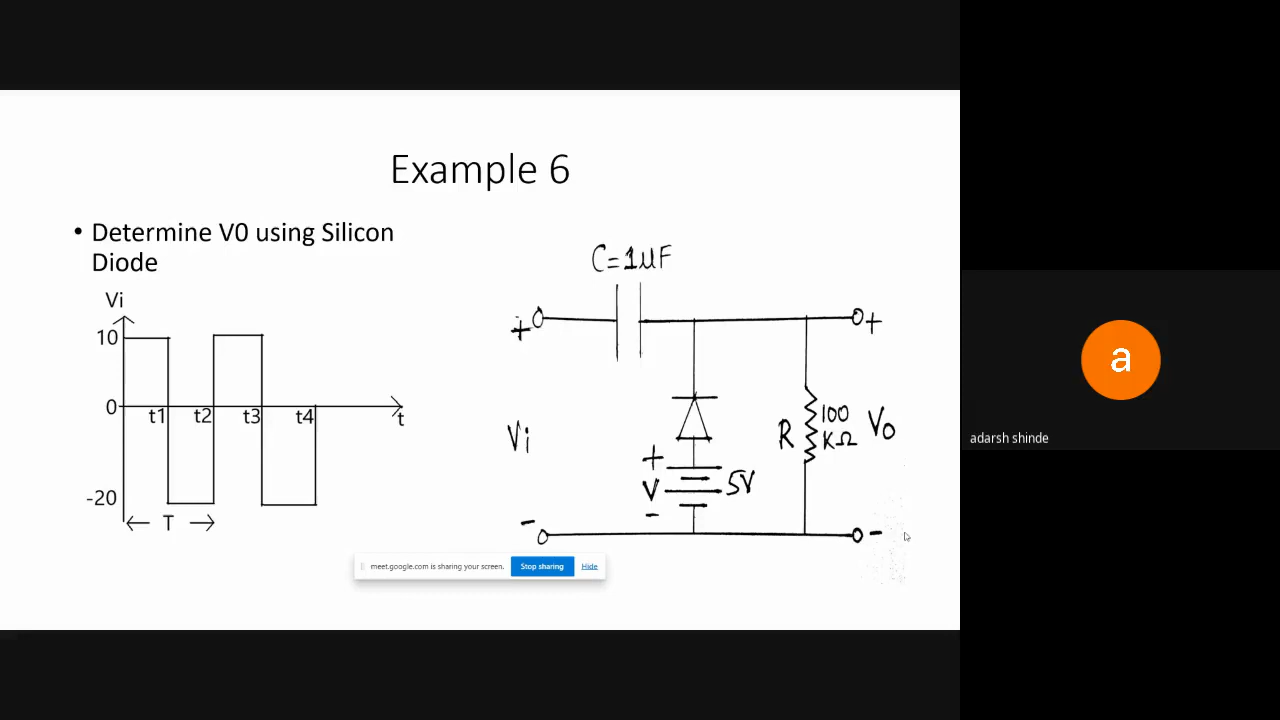 Example 6
• Determine V0 using Silicon
Diode
Vi
10
0
t1 t2 t3 t4
t
-20
T
C=1μF
+ +
Vi
+
V 5V
-
R 100
KΩ
Vo
- -
meet.google.com is sharing your screen. Stop sharing Hide
a
adarsh shinde